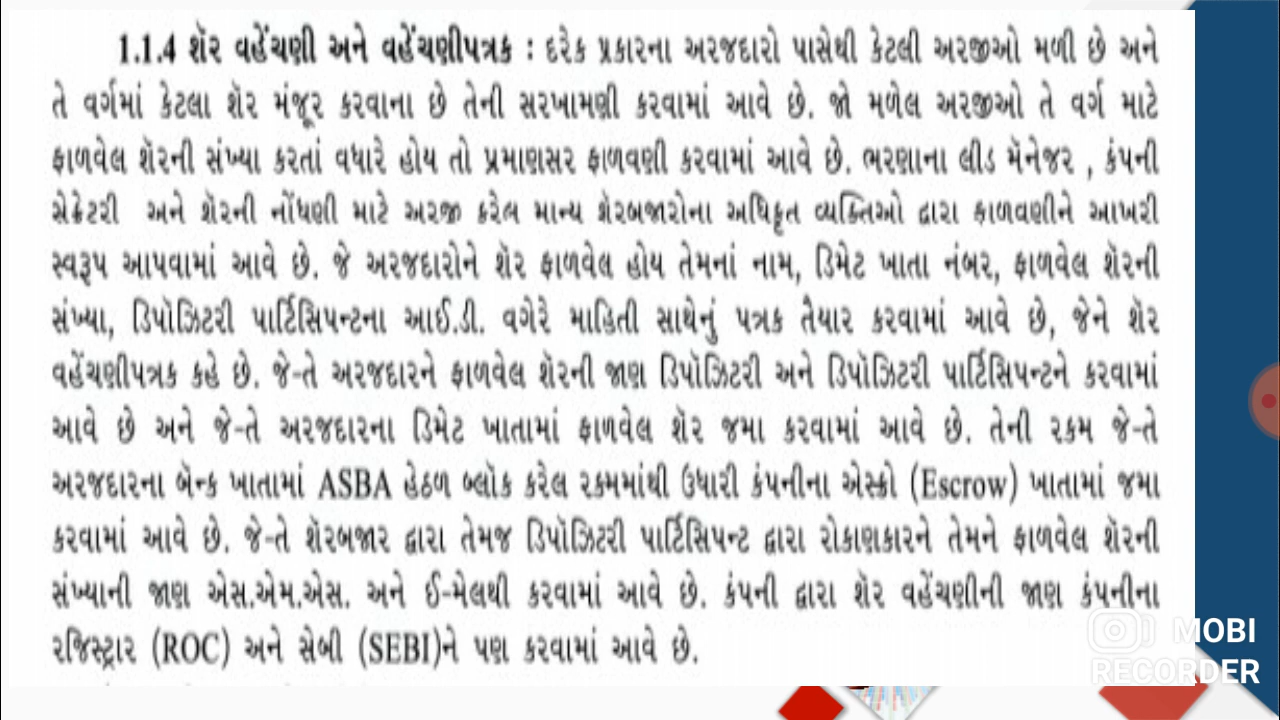 1.1.4 શૅર વહેંચણી અને વહેંચણીપત્રક : દરેક પ્રકારના અરજદારો પાસેથી કેટલી અરજીઓ મળી છે અને
તે વર્ગમાં કેટલા શૅર મંજૂર કરવાના છે તેની સરખામણી કરવામાં આવે છે. જો મળેલ અરજીઓ તે વર્ગ માટે
ફાળવેલ શૅરની સંખ્યા કરતાં વધારે હોય તો પ્રમાણસર ફાળવણી કરવામાં આવે છે. ભરણાના લીડ મૅનેજર , કંપની
સેક્રેટરી અને શૅરની નોંધણી માટે અરજી કરેલ માન્ય શૅરબજારોના અધિકૃત વ્યક્તિઓ દ્વારા ફાળવણીને આખરી
સ્વરૂપ આપવામાં આવે છે. જે અરજદારોને શૅર ફાળવેલ હોય તેમનાં નામ, ડિમેટ ખાતા નંબર, ફાળવેલ શૅરની
સંખ્યા, ડિપૉઝિટરી પાર્ટિસિપન્ટના આઈ.ડી. વગેરે માહિતી સાથેનું પત્રક તૈયાર કરવામાં આવે છે, જેને શૅર
વહેંચણીપત્રક કહે છે. જે-તે અરજદારને ફાળવેલ શૅરની જાણ ડિપૉઝિટરી અને ડિપૉઝિટરી પાર્ટિસિપન્ટને કરવામાં
આવે છે અને જે-તે અરજદારના ડિમેટ ખાતામાં ફાળવેલ શૅર જમા કરવામાં આવે છે. તેની રકમ જે-તે
અરજદારના બૅન્ક ખાતામાં ASBA હેઠળ બ્લૉક કરેલ રકમમાંથી ઉધારી કંપનીના એસ્ક્રો (Escrow) ખાતામાં જમા
કરવામાં આવે છે. જે-તે શૅરબજાર દ્વારા તેમજ ડિપૉઝિટરી પાર્ટિસિપન્ટ દ્વારા રોકાણકારને તેમને ફાળવેલ શૅરની
સંખ્યાની જાણ એસ.એમ.એસ. અને ઈ-મેલથી કરવામાં આવે છે. કંપની દ્વારા શૅર વહેંચણીની જાણ કંપનીના
રજિસ્ટ્રાર (ROC) અને સેબી (SEBI)ને પણ કરવામાં આવે છે.
MOBI
RECORDER